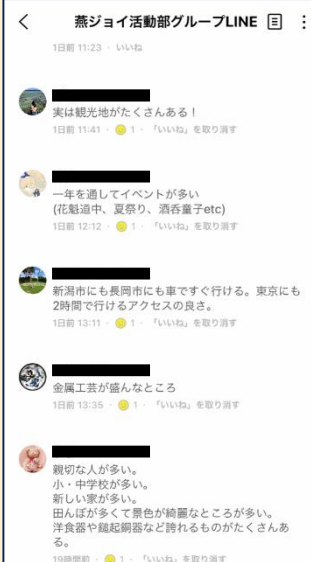 燕ジョイ活動部グループLINE
1日前 11:23 · いいね
実は観光地がたくさんある！
1日前 11:41 · 1 · 「いいね」を取り消す
一年を通してイベントが多い
(花魁道中、夏祭り、酒呑童子etc)
1日前 12:12 · 1 · 「いいね」を取り消す
新潟市にも長岡市にも車ですぐ行ける。東京にも
2時間で行けるアクセスの良さ。
1日前 13:11 · 1 · 「いいね」を取り消す
金属工芸が盛んなところ
1日前 13:35 · 1 · 「いいね」を取り消す
親切な人が多い。
小・中学校が多い。
新しい家が多い。
田んぼが多くて景色が綺麗なところが多い。
洋食器や鎚起銅器など誇れるものがたくさんあ
る。
19時間前 · 1 · 「いいね」を取り消す